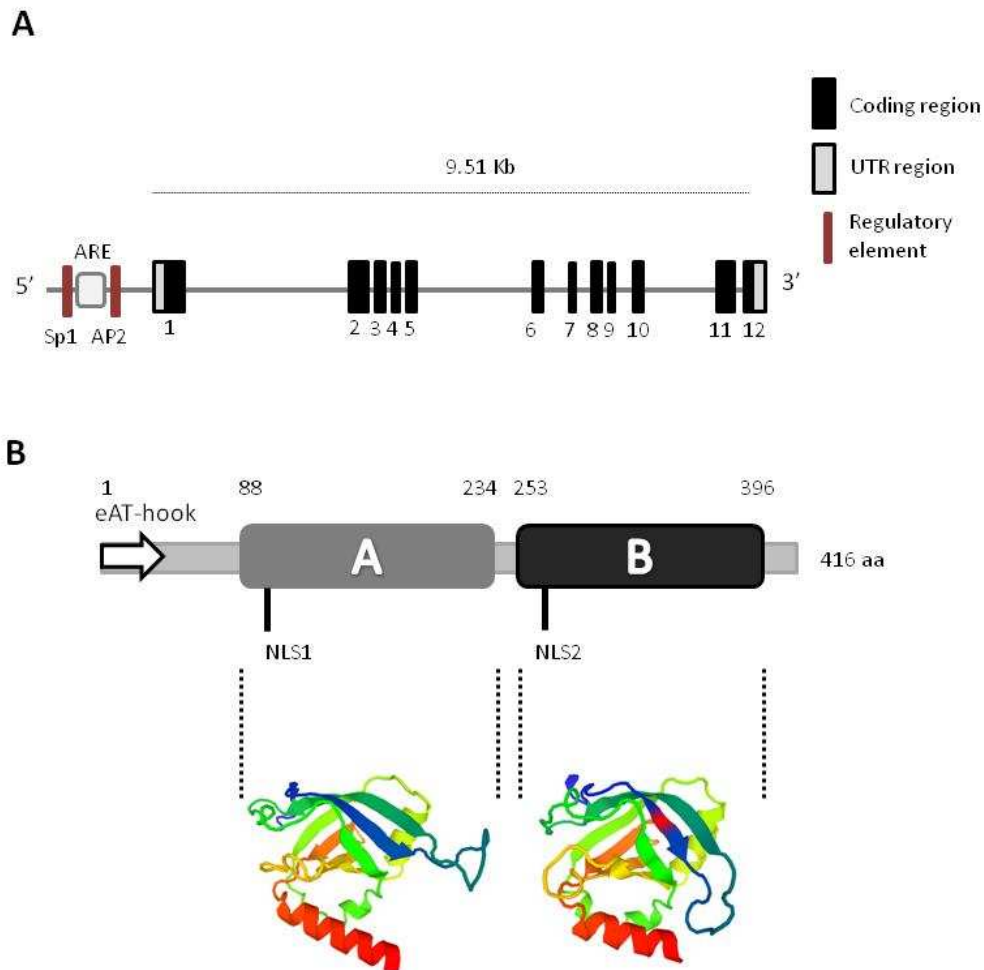 A
9.51 Kb
Coding region
UTR region
Regulatory
element
ARE
5’
3’
Sp1 AP2
1 2 3 4 5 6 7 8 9 10 11 12
B
1 88 234 253 396
eAT-hook
A B
416 aa
NLS1 NLS2